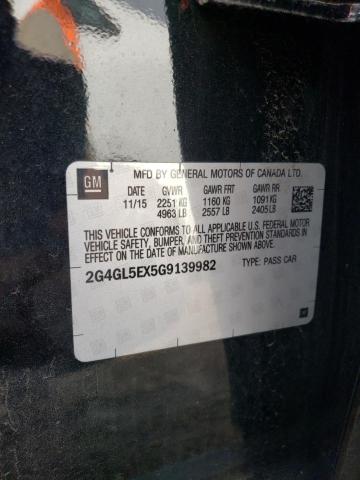 GM
MFD BY GENERAL MOTORS OF CANADA LTD.
DATE GVWR GAWR FRT GAWR RR
11/15 2251 KG 1160 KG 1091 KG
4963 LB 2557 LB 2405 LB
THIS VEHICLE CONFORMS TO ALL APPLICABLE U.S. FEDERAL MOTOR
VEHICLE SAFETY, BUMPER, AND THEFT PREVENTION STANDARDS IN
EFFECT ON THE DATE OF MANUFACTURE SHOWN ABOVE.
2G4GL5EX5G9139982 TYPE: PASS CAR